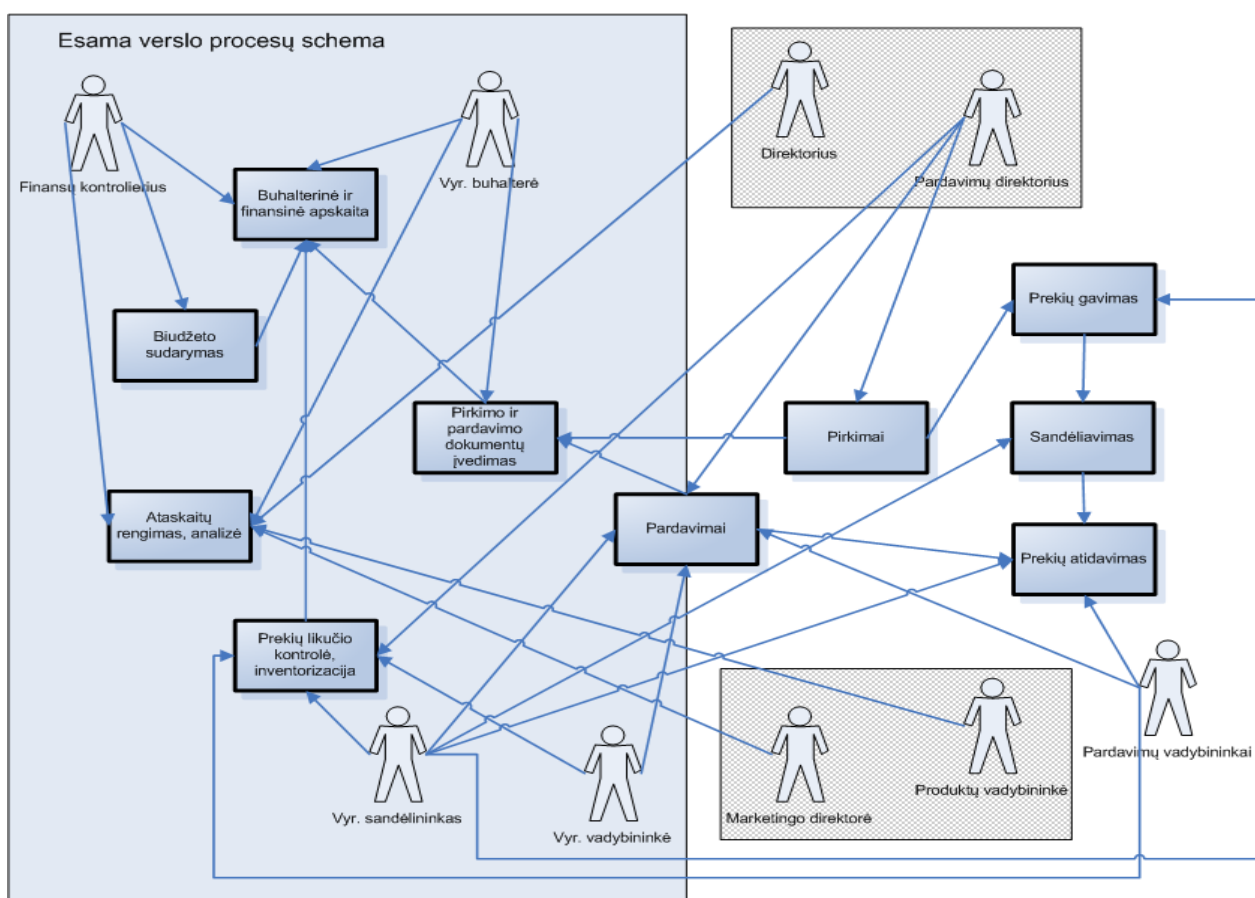 Esama verslo procesų schema
Finansų kontrolierius
Vyr. buhalterė
Direktorius
Pardavimų direktorius
Buhalterinė ir
finansinė apskaita
Prekių gavimas
Biudžeto
sudarymas
Pirkimo ir
pardavimo
dokumentų
įvedimas
Pirkimai
Sandėliavimas
Ataskaitų
rengimas, analizė
Pardavimai
Prekių atidavimas
Prekių likučio
kontrolė,
inventorizacija
Vyr. sandėlininkas
Vyr. vadybininkė
Marketingo direktorė
Produktų vadybininkė
Pardavimų vadybininkai